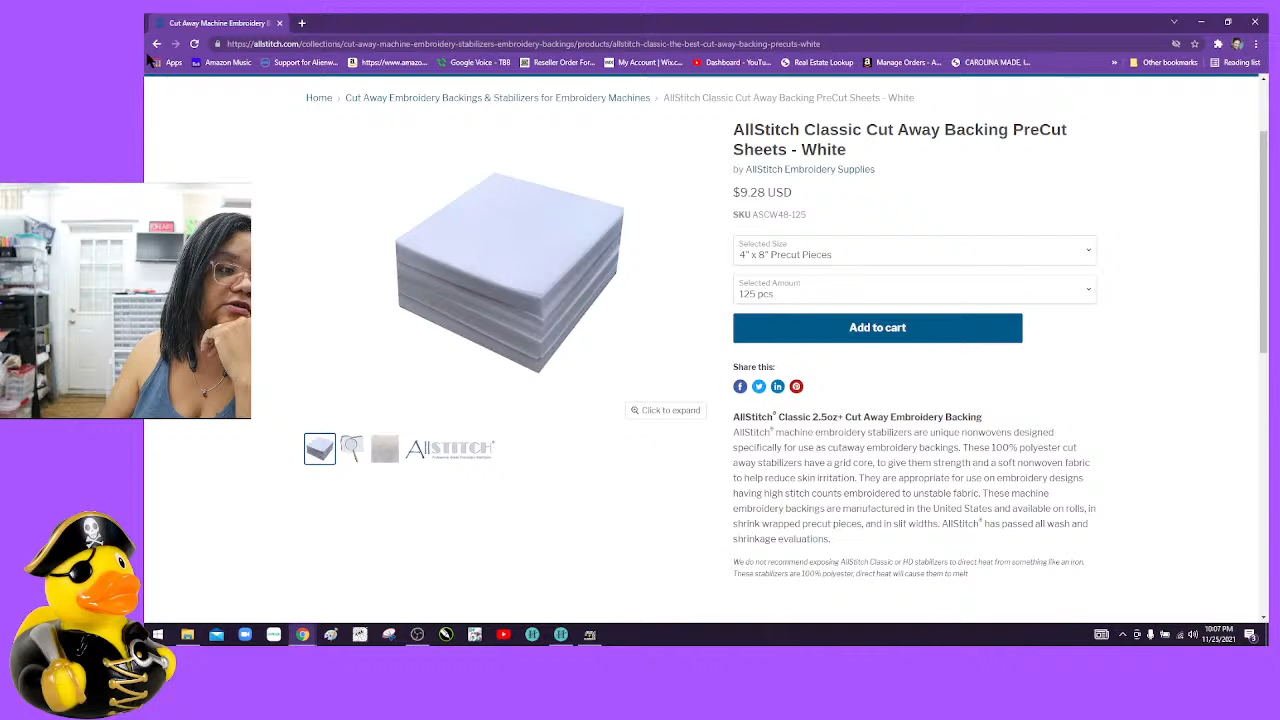 Cut Away Machine Embroidery B
https://allstitch.com/collections/cut-away-machine-embroidery-stabilizers-embroidery-backings/products/allstitch-classic-the-best-cut-away-backing-precuts-white
Apps
Amazon Music
Support for Alienw...
https://www.amazo...
Google Voice - TBB
Reseller Order For...
My Account | Wix.c...
Dashboard - YouTu...
Real Estate Lookup
Manage Orders - A...
CAROLINA MADE, I...
»
Other bookmarks
Reading list
Home › Cut Away Embroidery Backings & Stabilizers for Embroidery Machines › AllStitch Classic Cut Away Backing PreCut Sheets - White
AllStitch Classic Cut Away Backing PreCut
Sheets - White
by AllStitch Embroidery Supplies
$9.28 USD
SKU ASCW48-125
Selected Size
4" x 8" Precut Pieces
Selected Amount
125 pcs
Add to cart
Share this:
Click to expand
ALLSTITCH®
AllStitch® Classic 2.5oz+ Cut Away Embroidery Backing
AllStitch® machine embroidery stabilizers are unique nonwovens designed
specifically for use as cutaway embroidery backings. These 100% polyester cut
away stabilizers have a grid core, to give them strength and a soft nonwoven fabric
to help reduce skin irritation. They are appropriate for use on embroidery designs
having high stitch counts embroidered to unstable fabric. These machine
embroidery backings are manufactured in the United States and available on rolls, in
shrink wrapped precut pieces, and in slit widths. AllStitch® has passed all wash and
shrinkage evaluations.
We do not recommend exposing AllStitch Classic or HD stabilizers to direct heat from something like an iron.
These stabilizers are 100% polyester, direct heat will cause them to melt
10:07 PM
11/25/2021